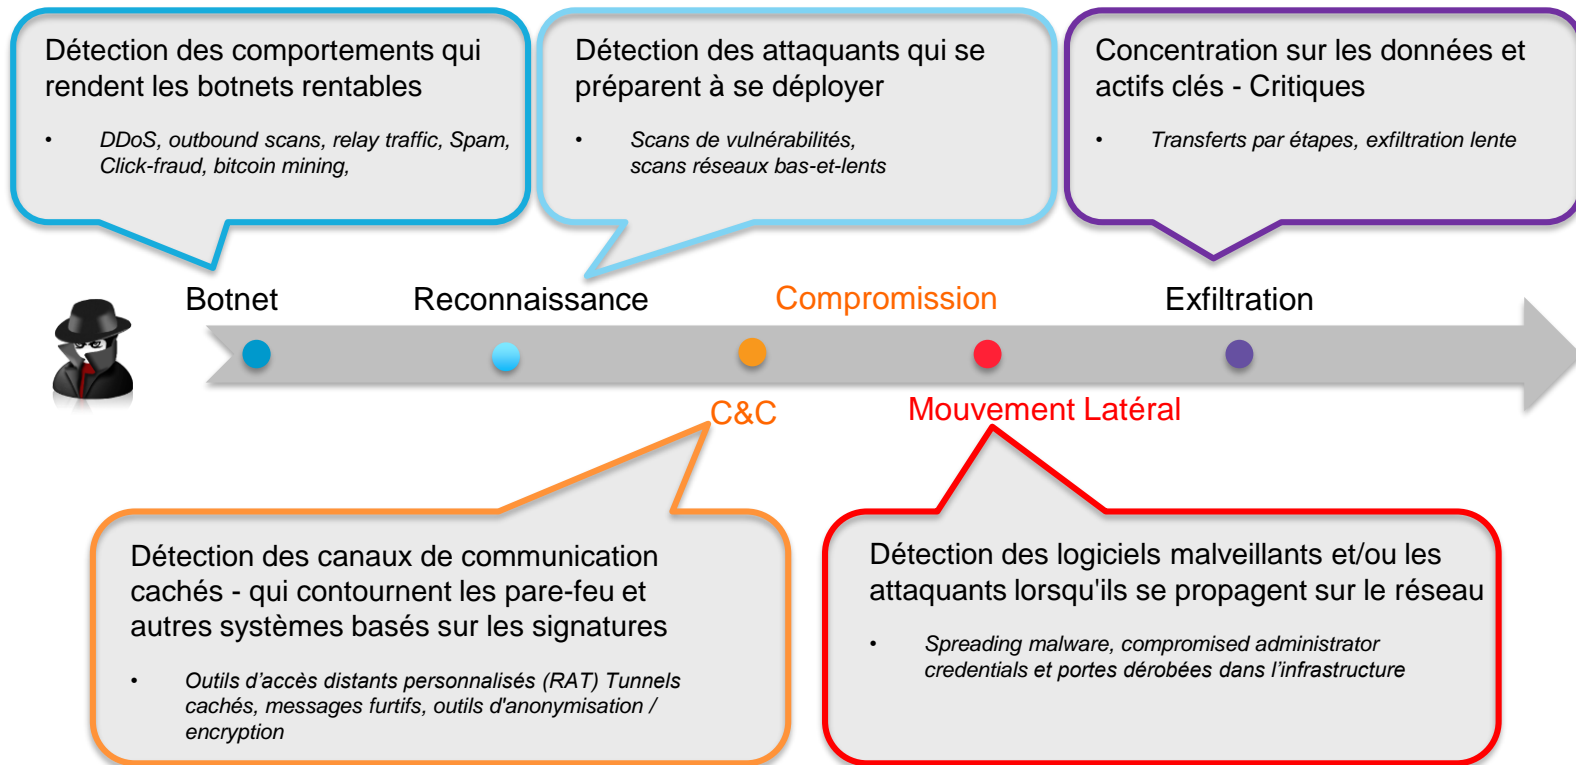 Détection des comportements qui
rendent les botnets rentables
• DDoS, outbound scans, relay traffic, Spam,
Click-fraud, bitcoin mining,
Détection des attaquants qui se
préparent à se déployer
• Scans de vulnérabilités,
scans réseaux bas-et-lents
Concentration sur les données et
actifs clés - Critiques
• Transferts par étapes, exfiltration lente
Botnet
Reconnaissance
Compromission
Exfiltration
C&C
Mouvement Latéral
Détection des canaux de communication
cachés - qui contournent les pare-feu et
autres systèmes basés sur les signatures
• Outils d’accès distants personnalisés (RAT) Tunnels
cachés, messages furtifs, outils d'anonymisation /
encryption
Détection des logiciels malveillants et/ou les
attaquants lorsqu'ils se propagent sur le réseau
• Spreading malware, compromised administrator
credentials et portes dérobées dans l’infrastructure